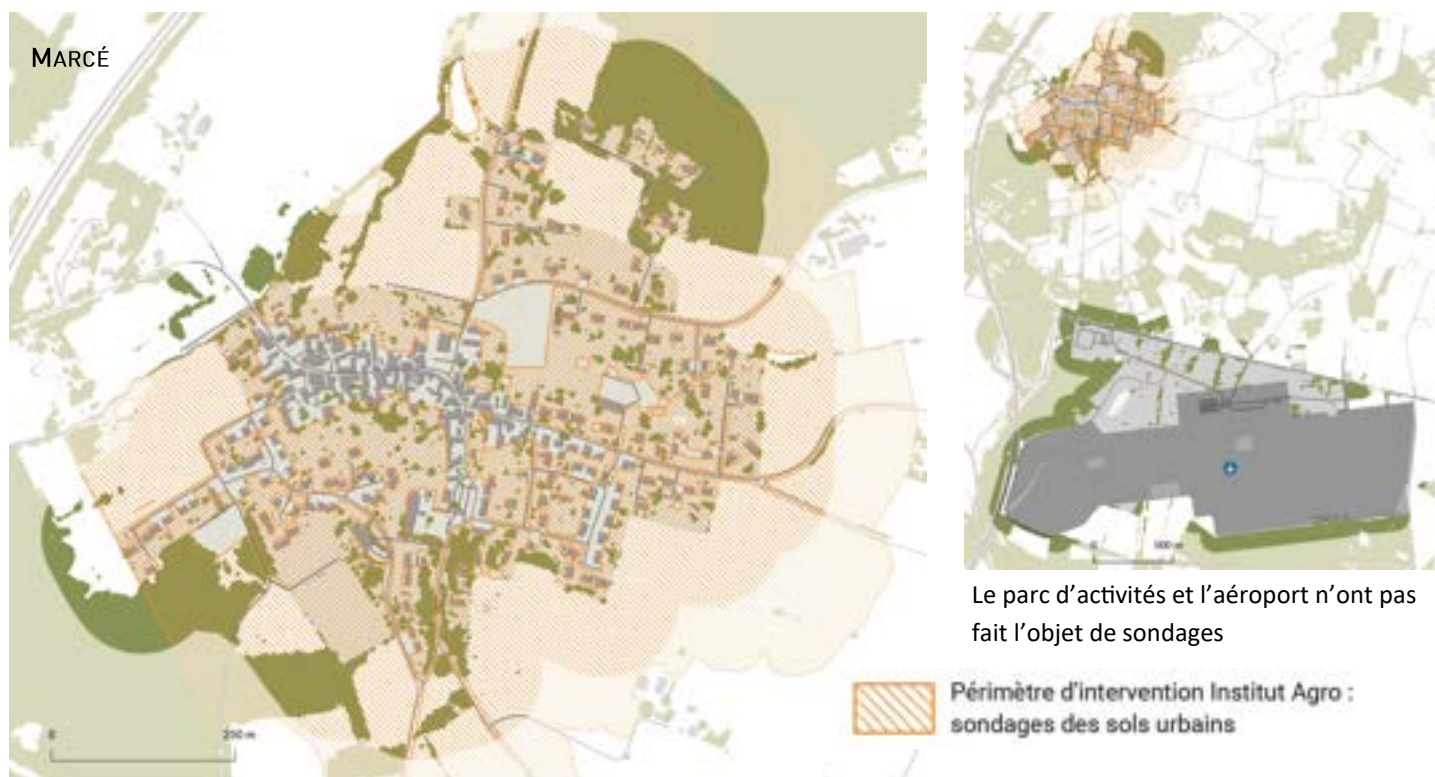 MARCÉ
Le parc d'activités et l'aéroport n'ont pas
fait l'objet de sondages
Périmètre d'intervention Institut Agro :
sondages des sols urbains
0
250 m
0
500 m